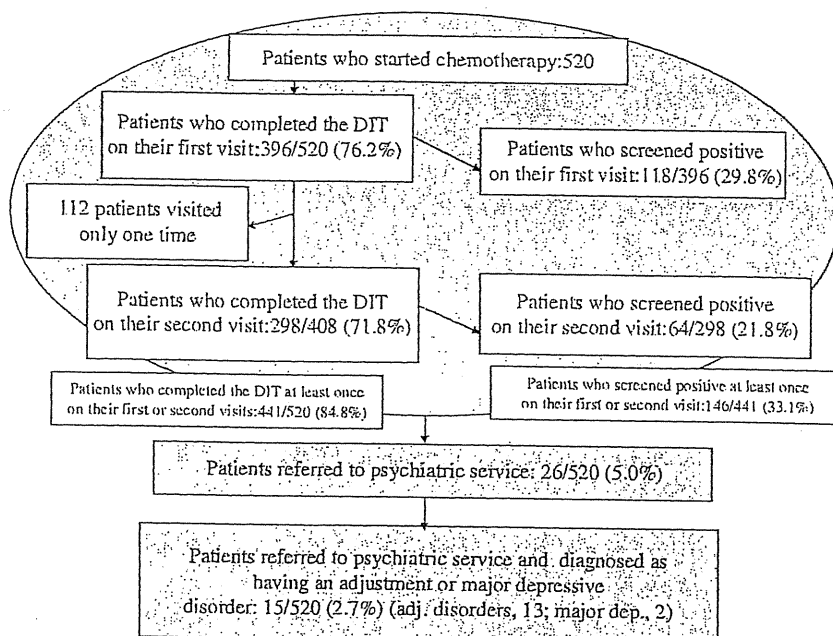 Patients who started chemotherapy:520
Patients who completed the DIT
on their first visit:396/520 (76.2%)
Patients who screened positive
on their first visit:118/396 (29.8%)
112 patients visited
only one time
Patients who completed the DIT
on their second visit:298/408 (71.8%)
Patients who screened positive
on their second visit:64/298 (21.8%)
Patients who completed the DIT at least once
on their first or second visits:441/520 (84.8%)
Patients who screened positive at least once
on their first or second visit:146/441 (33.1%)
Patients referred to psychiatric service: 26/520 (5.0%)
Patients referred to psychiatric service and diagnosed as
having an adjustment or major depressive
disorder: 15/520 (2.7%) (adj. disorders, 13; major dep., 2)